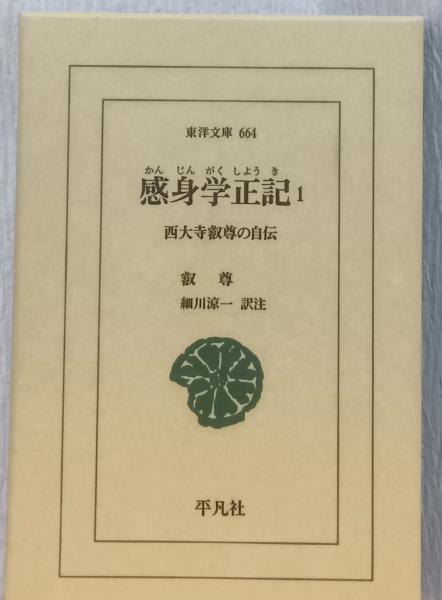 東洋文庫 664
かん じん がく しよう き
感身学正記 1
西大寺叡尊の自伝
叡 尊
細川涼一 訳注
平凡社